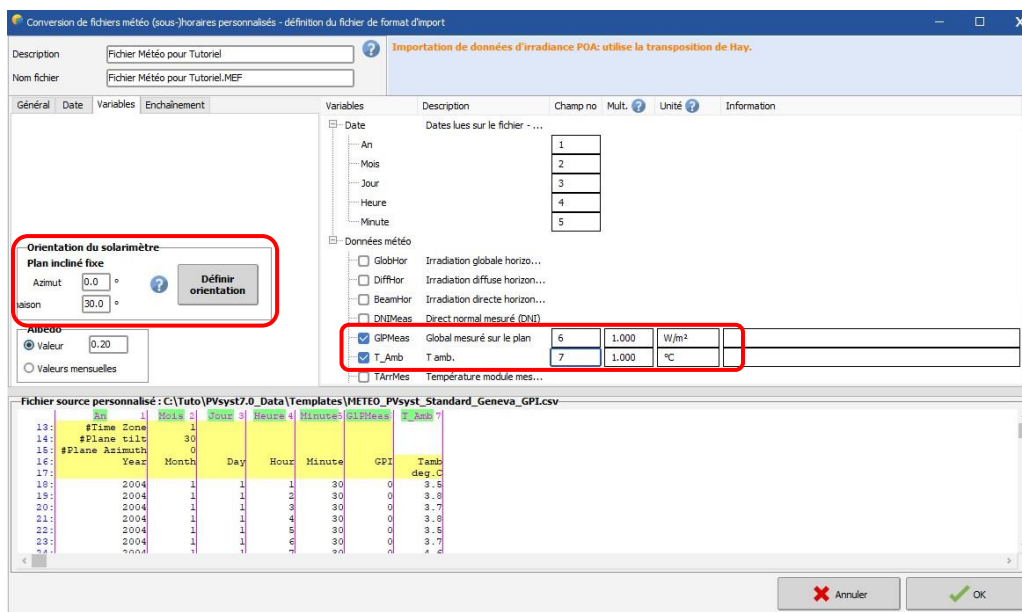 Conversion de fichiers météo (sous-)horaires personnalisés - définition du fichier de format d'import
Description Fichier Météo pour Tutoriel
Nom fichier Fichier Météo pour Tutoriel.MEF
Importation de données d'irradiance POA: utilise la transposition de Hay.
Général Date Variables Enchaînement
Orientation du solarimètre
Plan incliné fixe
Azimut 0.0 °
naison 30.0 °
Définir
orientation
Albédo
Valeur 0.20
Valeurs mensuelles
Variables Description Champ no Mult. Unité Information
Date Dates lues sur le fichier - ...
An 1
Mois 2
Jour 3
Heure 4
Minute 5
Données météo
GlobHor Irradiation globale horizo...
DiffHor Irradiation diffuse horizon...
BeamHor Irradiation directe horizon...
DNIMeas Direct normal mesuré (DNI)
GlPMeas Global mesuré sur le plan 6 1.000 W/m²
T_Amb T amb. 7 1.000 °C
TArrMes Température module mes...
Fichier source personnalisé : C:\Tuto\PVsyst7.0_Data\Templates\METEO_PVsyst_Standard_Geneva_GPI.csv
An 1 Mois 2 Jour 3 Heure 4 Minute5 GlPMeas T_Amb 7
13: #Time Zone 1
14: #Plane tilt 30
15: #Plane Azimuth 0
16: Year Month Day Hour Minute GPI Tamb
17: deg.C
18: 2004 1 1 1 30 0 3.5
19: 2004 1 1 2 30 0 3.8
20: 2004 1 1 3 30 0 3.7
21: 2004 1 1 4 30 0 3.8
22: 2004 1 1 5 30 0 3.5
23: 2004 1 1 6 30 0 3.7
24: 2004 1 1 7 30 0 4.6
Annuler OK